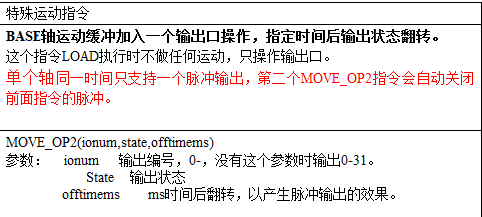 特殊运动指令
BASE轴运动缓冲加入一个输出口操作，指定时间后输出状态翻转。
这个指令LOAD执行时不做任何运动，只操作输出口。
单个轴同一时间只支持一个脉冲输出，第二个MOVE_OP2指令会自动关闭
前面指令的脉冲。
MOVE_OP2(ionum,state,offtimems)
参数： ionum 输出编号，0-，没有这个参数时输出0-31。
State 输出状态
offtimems ms时间后翻转，以产生脉冲输出的效果。